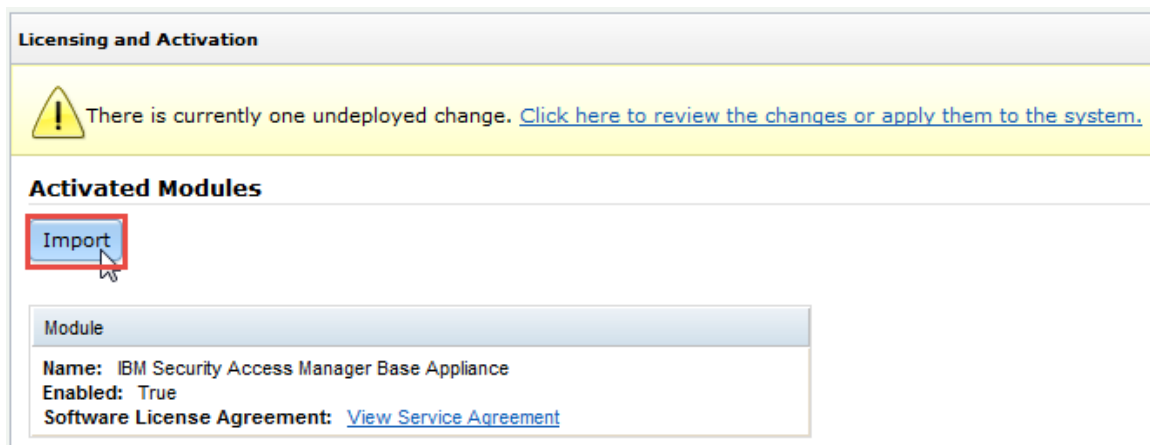 Licensing and Activation
There is currently one undeployed change. Click here to review the changes or apply them to the system.
Activated Modules
Import
Module
Name: IBM Security Access Manager Base Appliance
Enabled: True
Software License Agreement: View Service Agreement